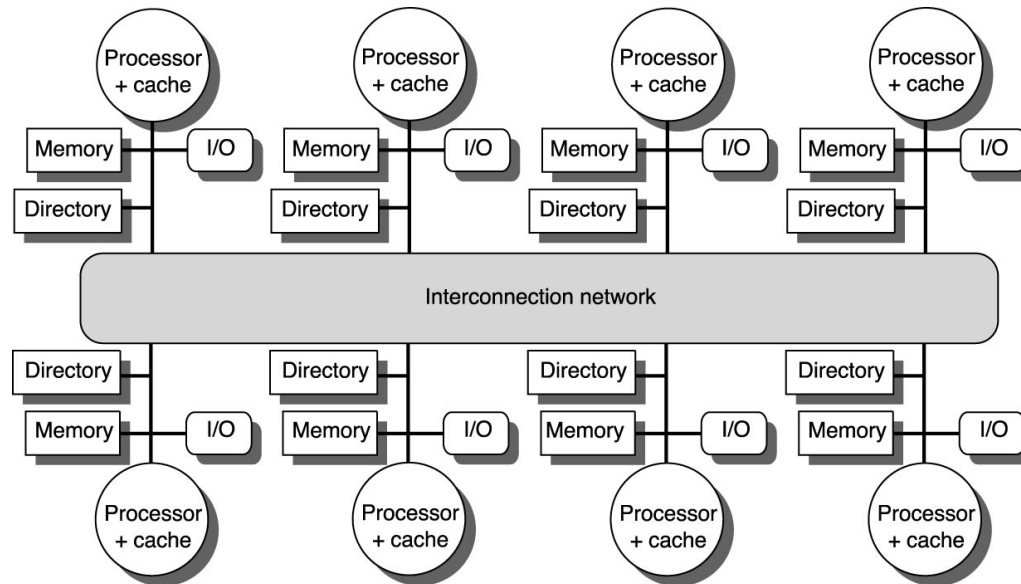 Processor
+ cache
Processor
+ cache
Processor
+ cache
Processor
+ cache
Memory
I/O
Memory
I/O
Memory
I/O
Memory
I/O
Directory
Directory
Directory
Directory
Interconnection network
Directory
Directory
Directory
Directory
Memory
I/O
Memory
I/O
Memory
I/O
Memory
I/O
Processor
+ cache
Processor
+ cache
Processor
+ cache
Processor
+ cache